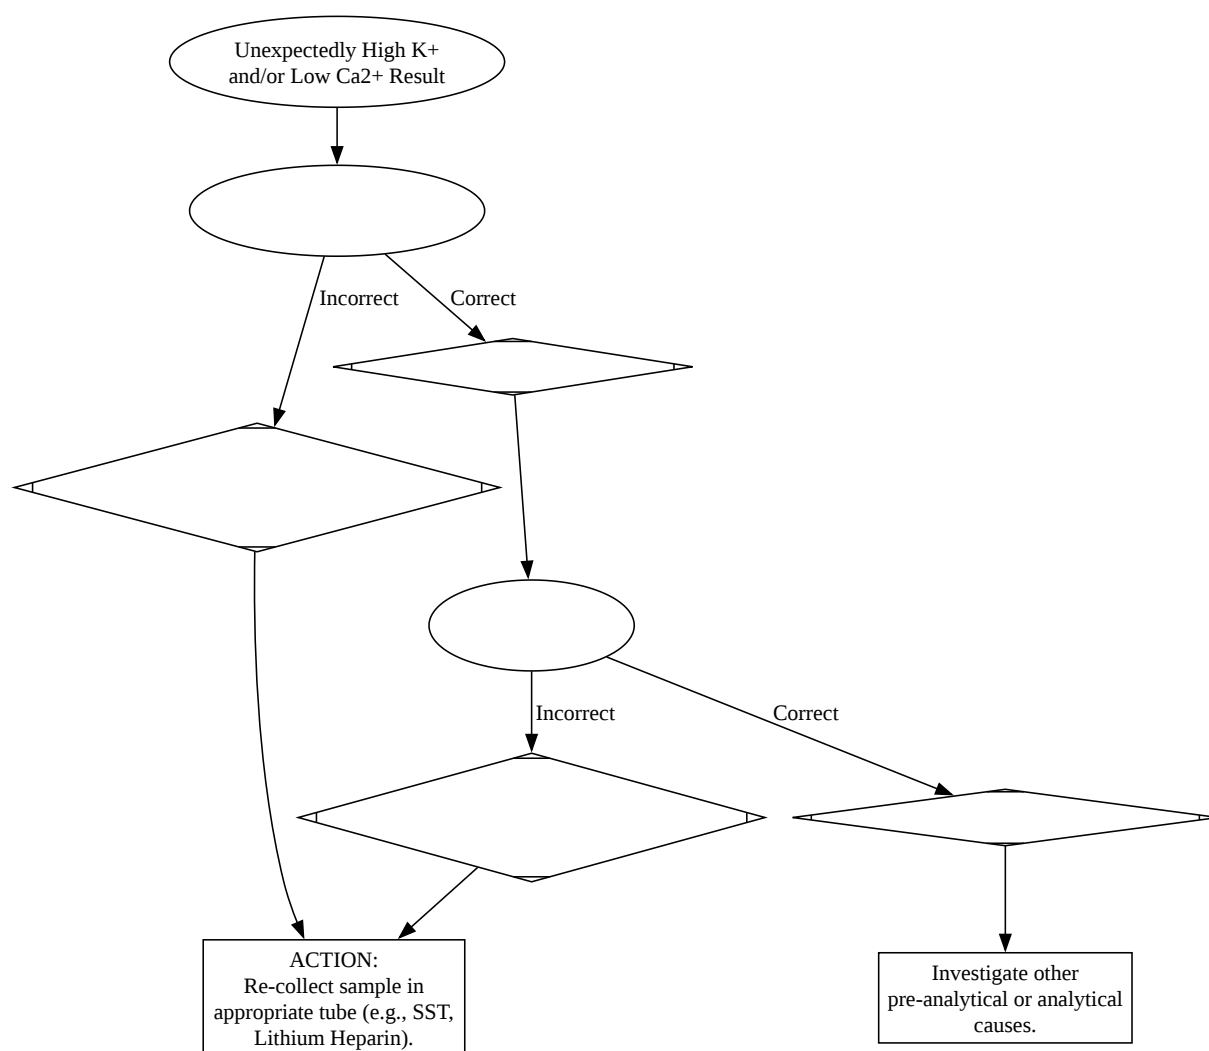 Unexpectedly High K+
and/or Low Ca2+ Result
Incorrect
Correct
Incorrect
Correct
ACTION:
Re-collect sample in
appropriate tube (e.g., SST,
Lithium Heparin).
Investigate other
pre-analytical or analytical
causes.